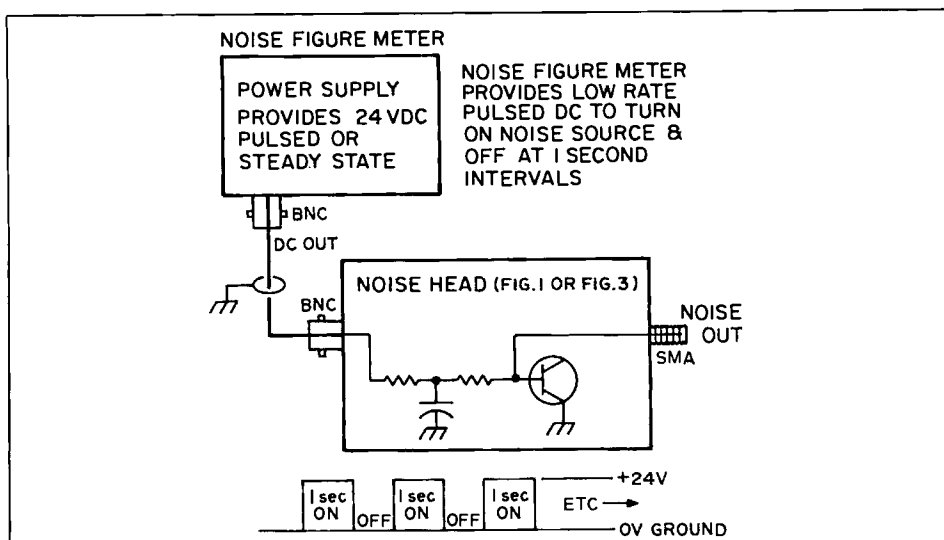 NOISE FIGURE METER
POWER SUPPLY
PROVIDES 24 VDC
PULSED OR
STEADY STATE
NOISE FIGURE METER
PROVIDES LOW RATE
PULSED DC TO TURN
ON NOISE SOURCE &
OFF AT 1 SECOND
INTERVALS
BNC
DC OUT
BNC
NOISE HEAD (FIG.1 OR FIG.3)
NOISE
OUT
SMA
1 sec
ON
OFF
1 sec
ON
OFF
1 sec
ON
+24V
ETC
0V GROUND